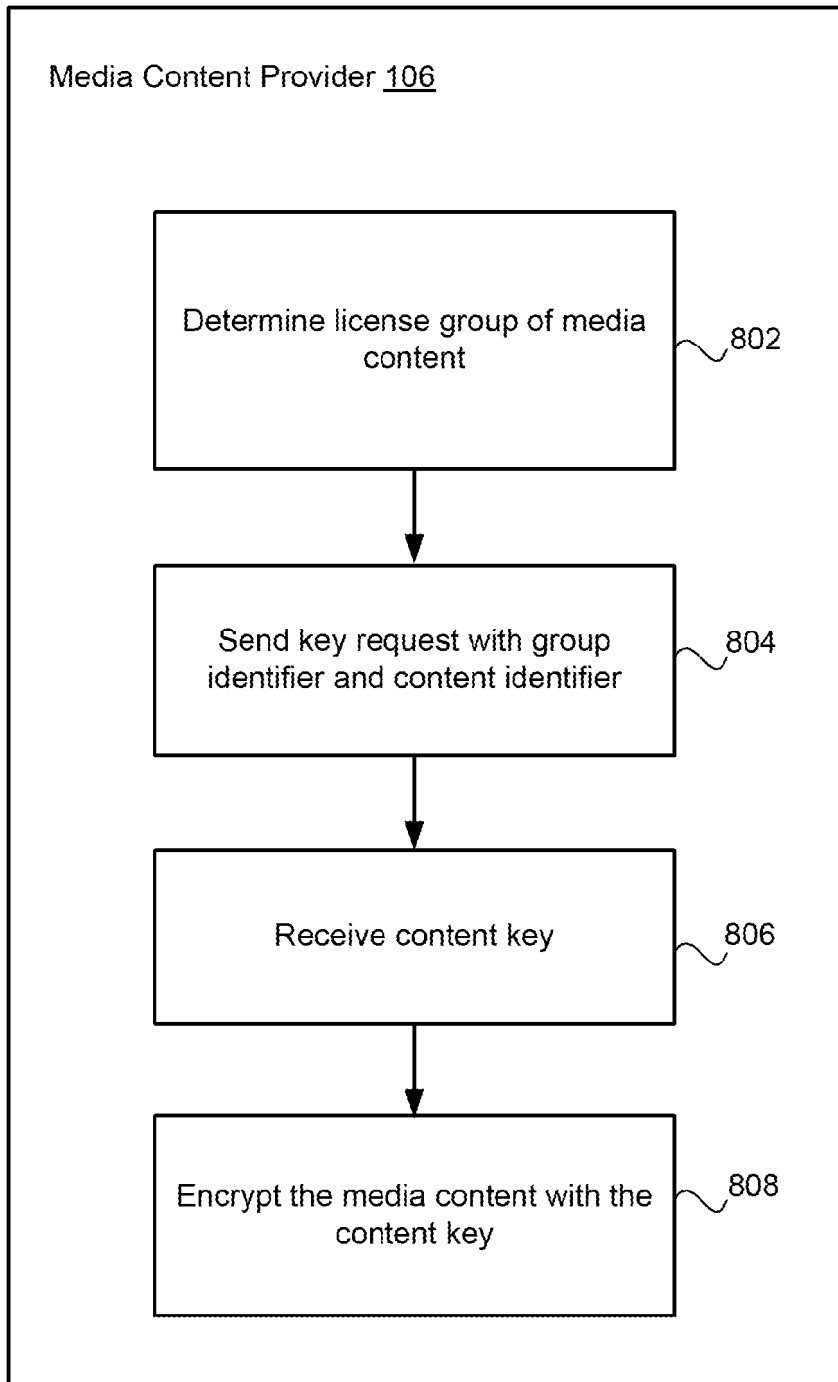 Media Content Provider 106
Determine license group of media
content
802
Send key request with group
identifier and content identifier
804
Receive content key
806
Encrypt the media content with the
content key
808